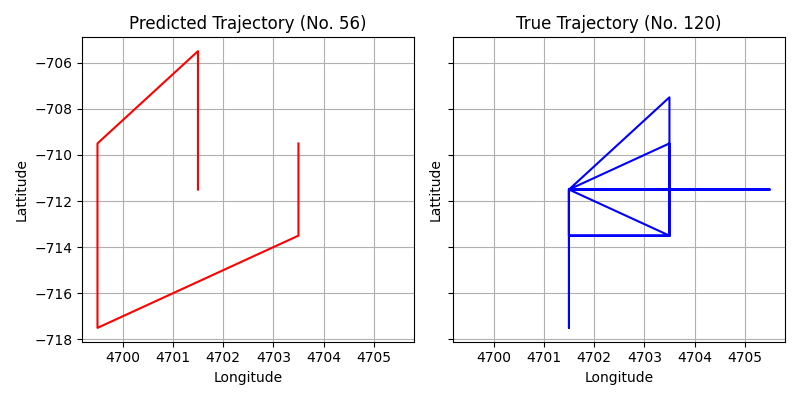 Predicted Trajectory (No. 56)
True Trajectory (No. 120)
Lattitude
−706
−708
−710
−712
−714
−716
−718
4700 4701 4702 4703 4704 4705
Longitude
Lattitude
4700 4701 4702 4703 4704 4705
Longitude